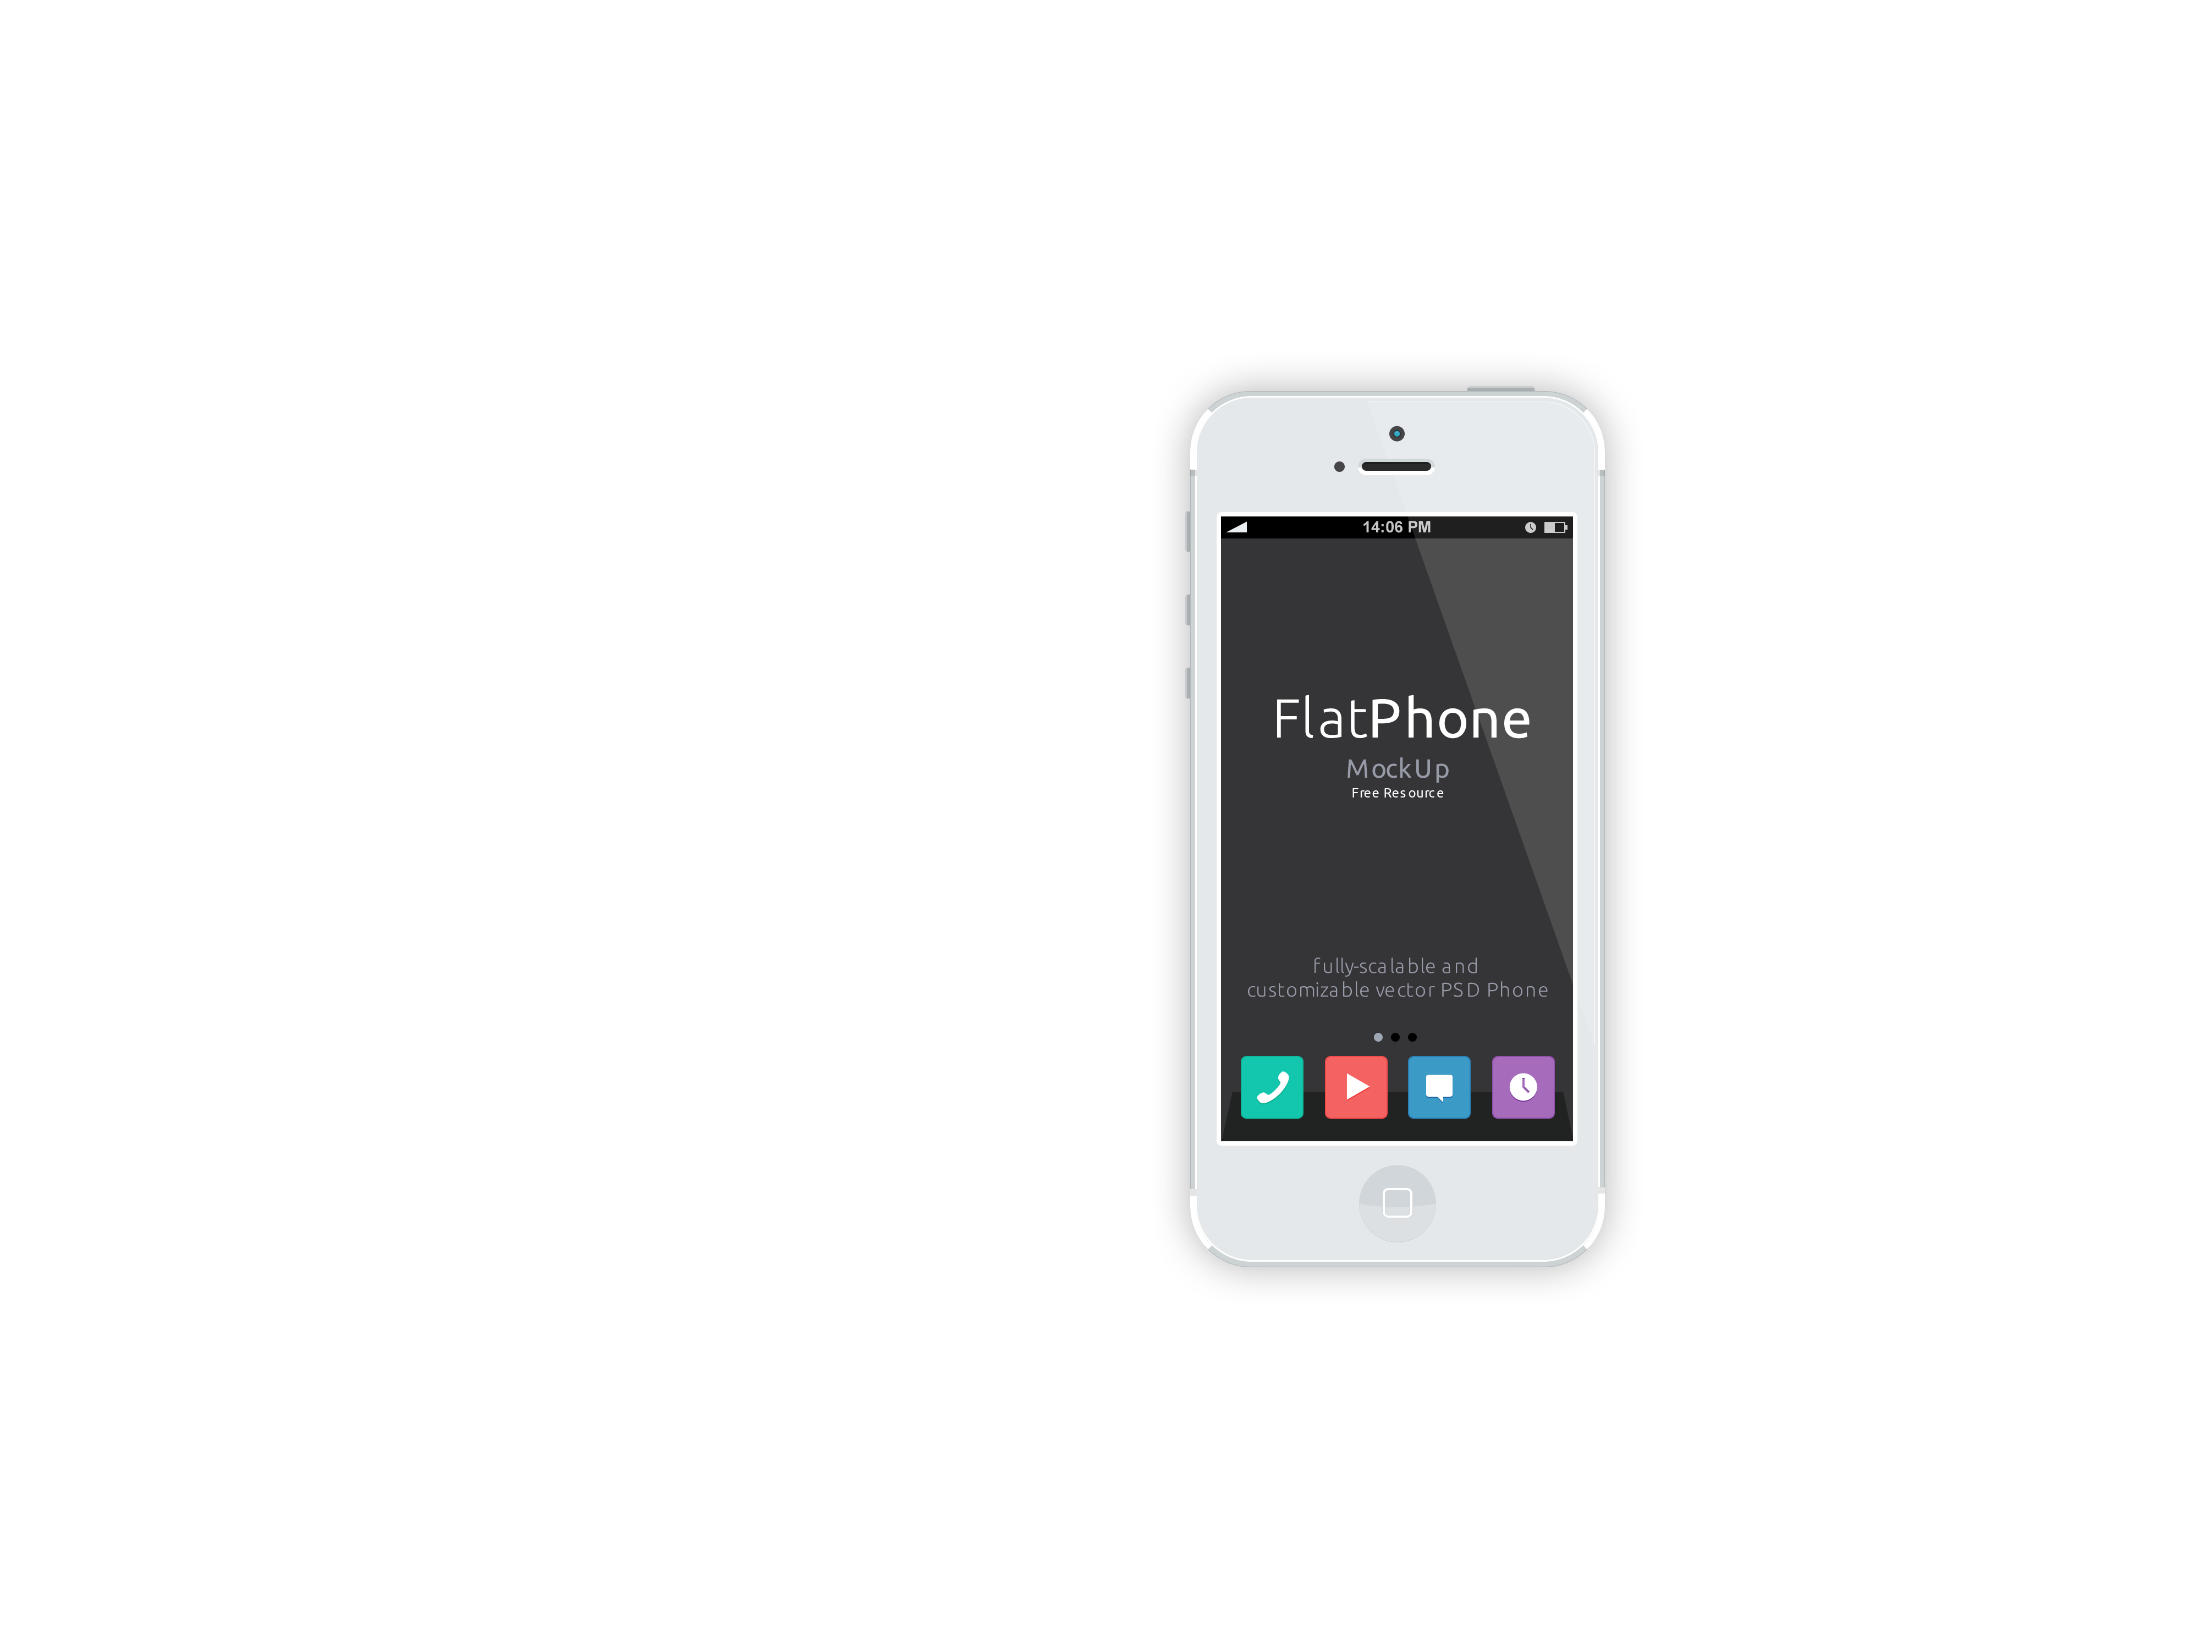 14:06 PM
FlatPhone
MockUp
Free Resource
fully-scalable and
customizable vector PSD Phone